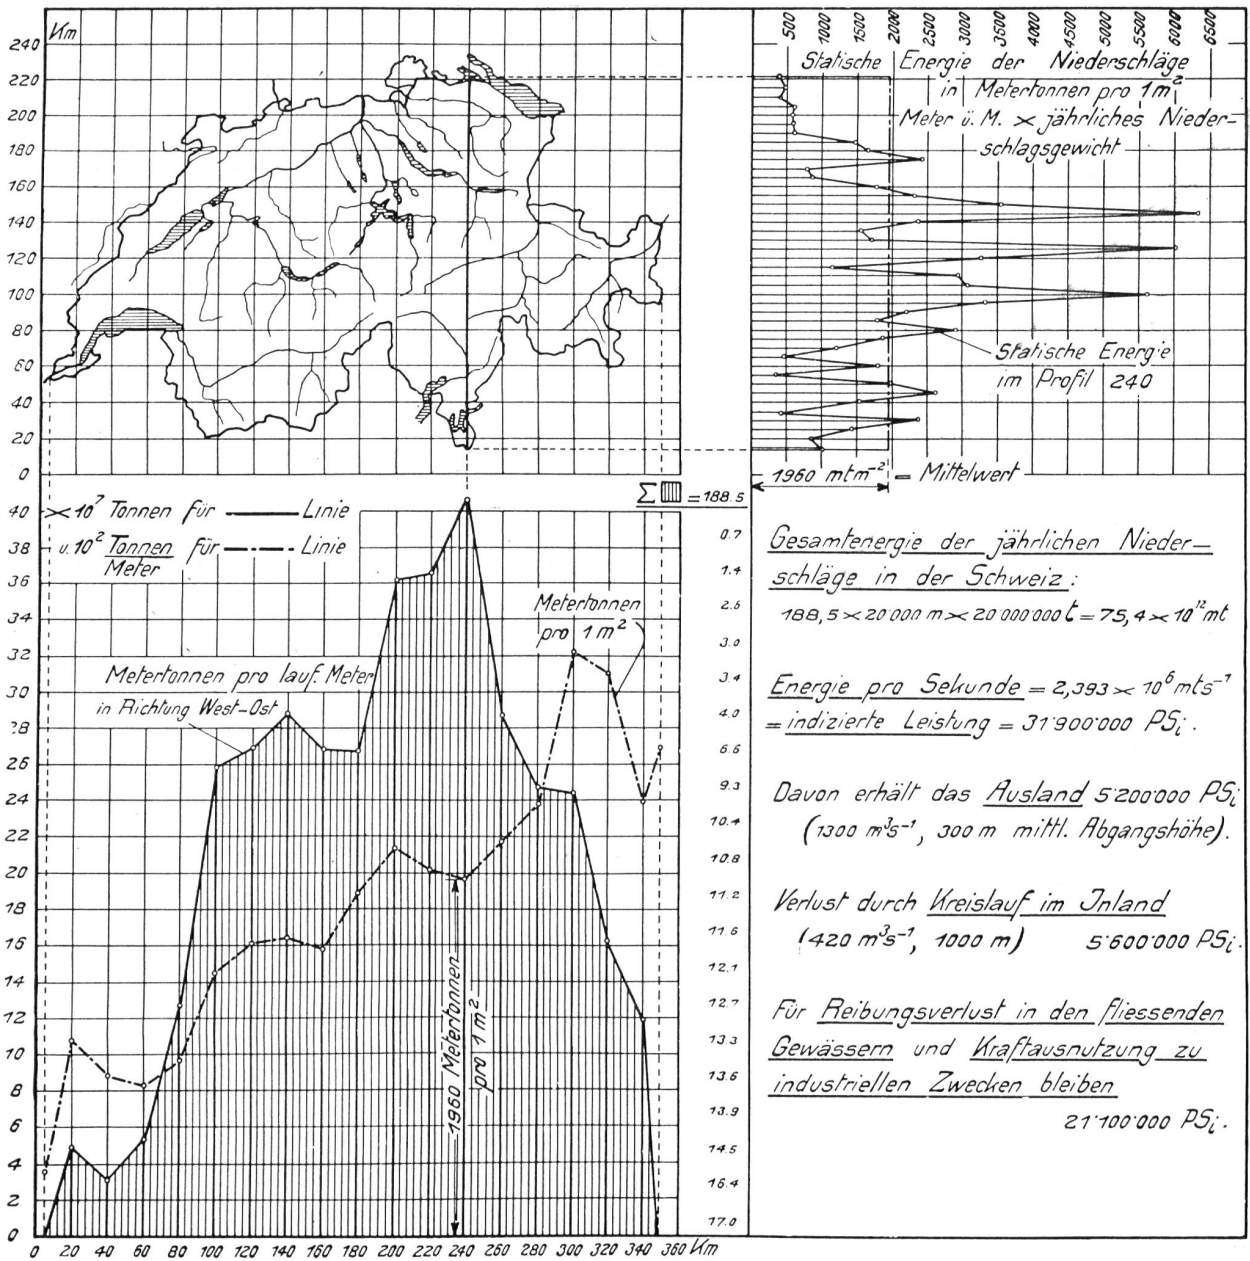 Km
240
220
200
180
160
140
120
100
80
60
40
20
0
500
1000
1500
2000
2500
3000
3500
4000
4500
5000
5500
6000
6500
Statische Energie der Niederschläge
in Metertonnen pro 1m²
Meter ü. M. × jährliches Nieder-
schlagsgewicht
Statische Energie
im Profil 240
1960 mtm⁻² = Mittelwert
Σ = 188.5
× 10⁷ Tonnen für Linie
u. 10² Tonnen für Linie
Meter
40
38
36
34
32
30
28
26
24
22
20
18
16
14
12
10
8
6
4
2
0
Metertonnen
pro 1m²
Metertonnen pro lauf. Meter
in Richtung West-Ost
1960 Metertonnen
pro 1m²
0 20 40 60 80 100 120 140 160 180 200 220 240 260 280 300 320 340 360 Km
0.7
1.4
2.6
3.0
3.4
4.0
6.6
9.3
10.4
10.8
11.2
11.6
12.1
12.7
13.3
13.6
13.9
14.5
16.4
17.0
Gesamtenergie der jährlichen Nieder-
schläge in der Schweiz:
188,5 × 20'000 m × 20'000'000 t = 75,4 × 10¹² mt
Energie pro Sekunde = 2,393 × 10⁶ mts⁻¹
= indizierte Leistung = 31'900'000 PSi.
Davon erhält das Ausland 5'200'000 PSi
(1300 m³s⁻¹, 300 m mittl. Abgangshöhe).
Verlust durch Kreislauf im Inland
(420 m³s⁻¹, 1000 m) 5'600'000 PSi.
Für Reibungsverlust in den fliessenden
Gewässern und Kraftausnutzung zu
industriellen Zwecken bleiben
21'100'000 PSi.